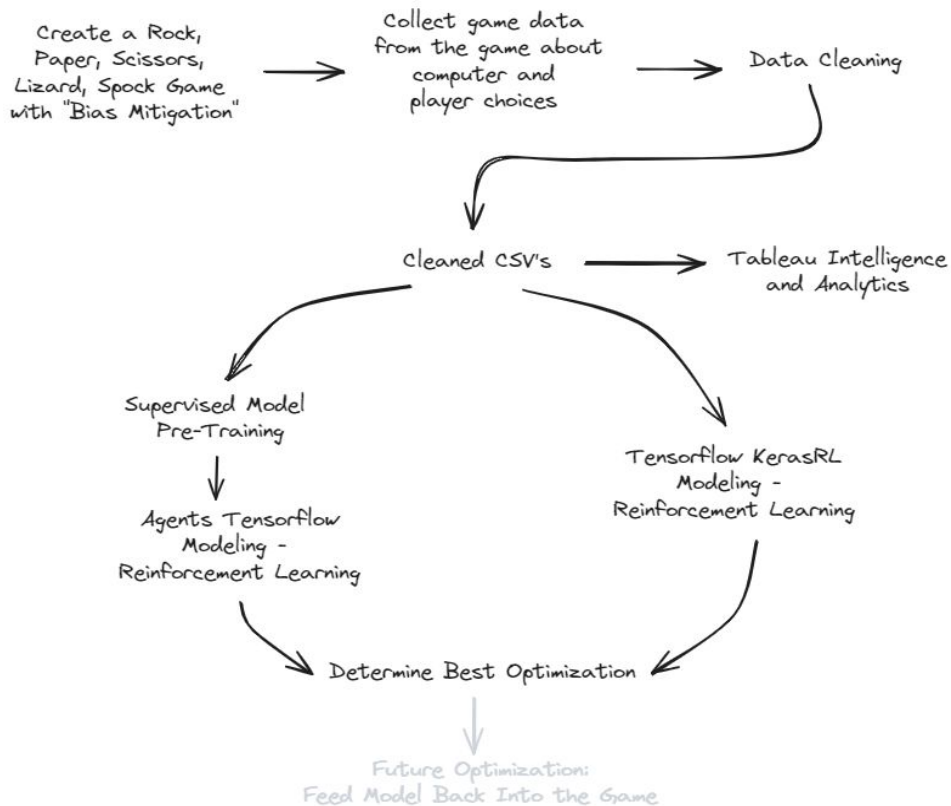 Create a Rock,
Paper, Scissors,
Lizard, Spock Game
with "Bias Mitigation"
Collect game data
from the game about
computer and
player choices
Data Cleaning
Cleaned CSV's
Tableau Intelligence
and Analytics
Supervised Model
Pre-Training
Agents Tensorflow
Modeling -
Reinforcement Learning
Tensorflow KerasRL
Modeling -
Reinforcement Learning
Determine Best Optimization
Future Optimization:
Feed Model Back Into the Game